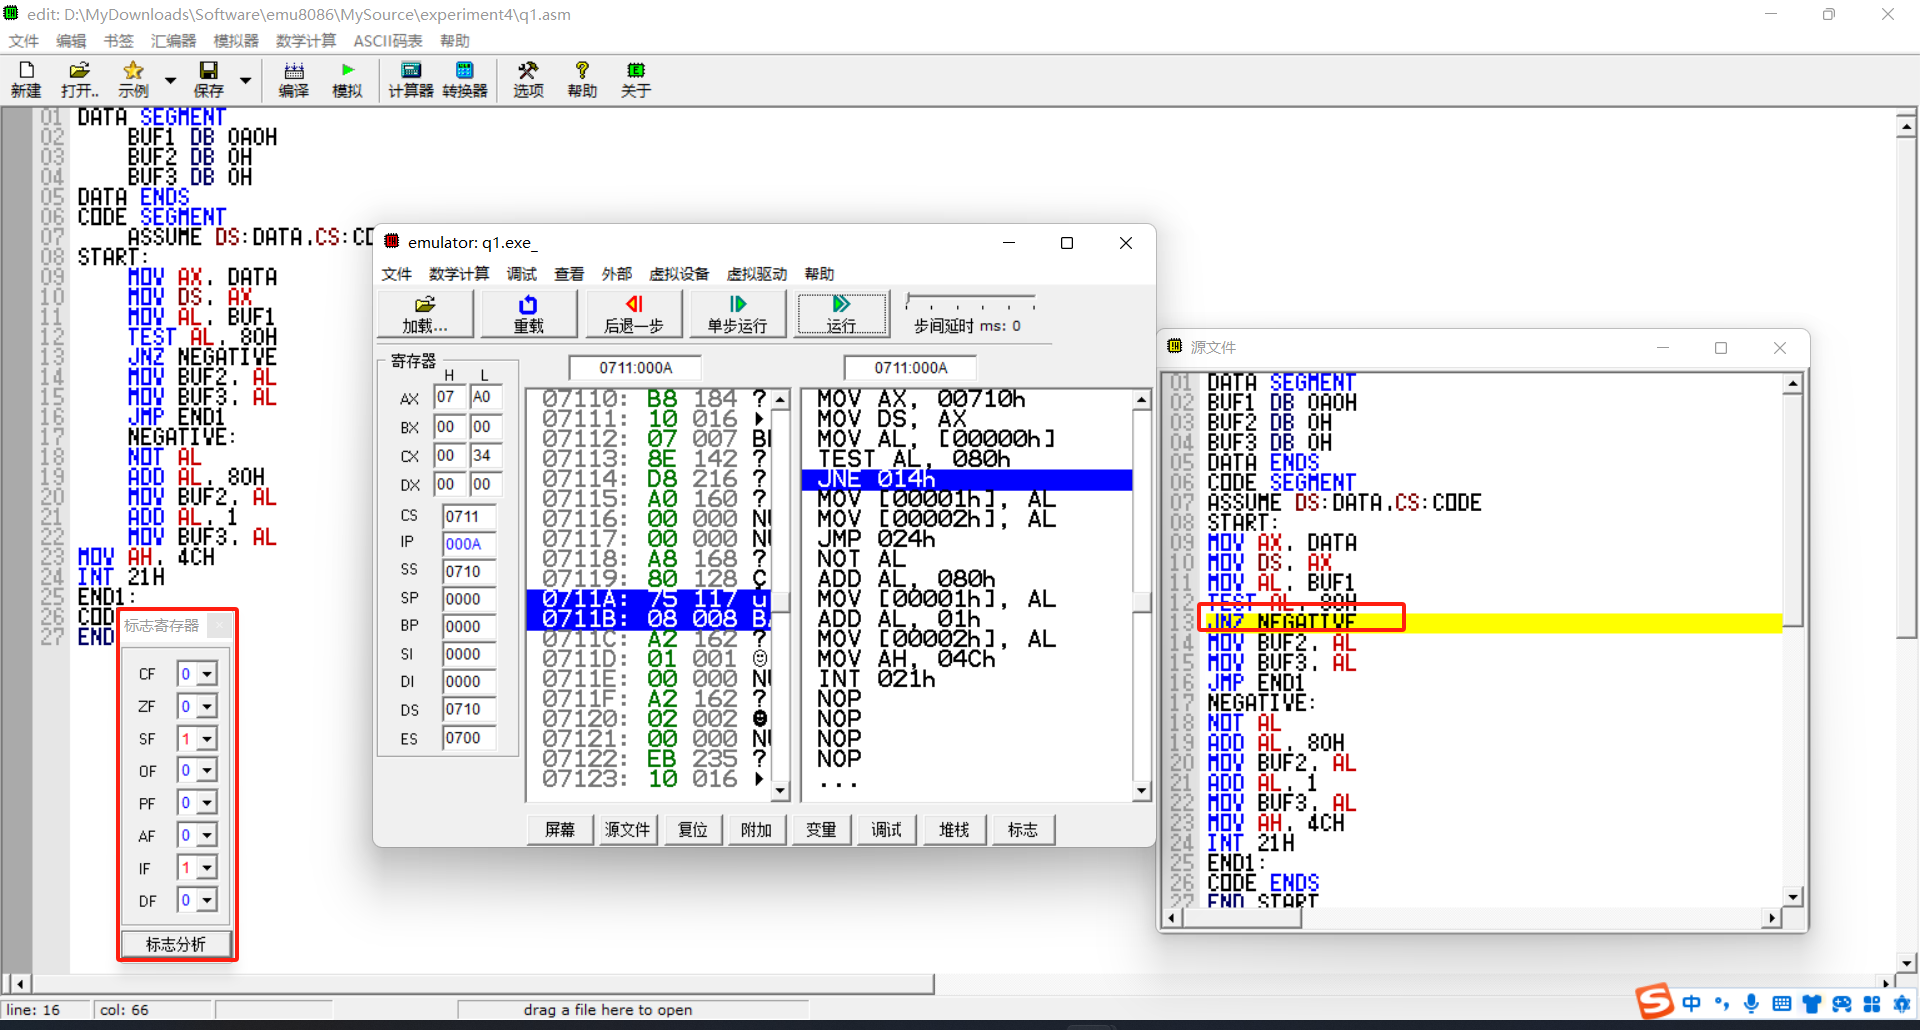 edit: D:\MyDownloads\Software\emu8086\MySource\experiment4\q1.asm
文件 编辑 书签 汇编器 模拟器 数学计算 ASCII码表 帮助
新建 打开.. 示例 保存 编译 模拟 计算器 转换器 选项 帮助 关于
01 DATA SEGMENT
02 BUF1 DB 0A0H
03 BUF2 DB 0H
04 BUF3 DB 0H
05 DATA ENDS
06 CODE SEGMENT
07 ASSUME DS:DATA,CS:CO
08 START:
09 MOV AX, DATA
10 MOV DS, AX
11 MOV AL, BUF1
12 TEST AL, 80H
13 JNZ NEGATIVE
14 MOV BUF2, AL
15 MOV BUF3, AL
16 JMP END1
17 NEGATIVE:
18 NOT AL
19 ADD AL, 80H
20 MOV BUF2, AL
21 ADD AL, 1
22 MOV BUF3, AL
23 MOV AH, 4CH
24 INT 21H
25 END1:
26 COD
27 END
标志寄存器
CF 0
ZF 0
SF 1
OF 0
PF 0
AF 0
IF 1
DF 0
标志分析
emulator: q1.exe_
文件 数学计算 调试 查看 外部 虚拟设备 虚拟驱动 帮助
加载... 重载 后退一步 单步运行 运行 步间延时 ms: 0
寄存器
H L
AX 07 A0
BX 00 00
CX 00 34
DX 00 00
CS 0711
IP 000A
SS 0710
SP 0000
BP 0000
SI 0000
DI 0000
DS 0710
ES 0700
0711:000A
07110: B8 184 ?
07111: 10 016
07112: 07 007 B
07113: 8E 142 ?
07114: D8 216 ?
07115: A0 160 ?
07116: 00 000 N
07117: 00 000 N
07118: A8 168 ?
07119: 80 128 Ç
0711A: 75 117 u
0711B: 08 008 B
0711C: A2 162 ?
0711D: 01 001 ☺
0711E: 00 000 N
0711F: A2 162 ?
07120: 02 002 ☻
07121: 00 000 N
07122: EB 235 ?
07123: 10 016
0711:000A
MOV AX, 00710h
MOV DS, AX
MOV AL, [00000h]
TEST AL, 080h
JNE 014h
MOV [00001h], AL
MOV [00002h], AL
JMP 024h
NOT AL
ADD AL, 080h
MOV [00001h], AL
ADD AL, 01h
MOV [00002h], AL
MOV AH, 04Ch
INT 021h
NOP
NOP
NOP
NOP
...
屏幕 源文件 复位 附加 变量 调试 堆栈 标志
源文件
01 DATA SEGMENT
02 BUF1 DB 0A0H
03 BUF2 DB 0H
04 BUF3 DB 0H
05 DATA ENDS
06 CODE SEGMENT
07 ASSUME DS:DATA,CS:CODE
08 START:
09 MOV AX, DATA
10 MOV DS, AX
11 MOV AL, BUF1
12 TEST AL, 80H
13 JNZ NEGATIVE
14 MOV BUF2, AL
15 MOV BUF3, AL
16 JMP END1
17 NEGATIVE:
18 NOT AL
19 ADD AL, 80H
20 MOV BUF2, AL
21 ADD AL, 1
22 MOV BUF3, AL
23 MOV AH, 4CH
24 INT 21H
25 END1:
26 CODE ENDS
27 END START
line: 16 col: 66 drag a file here to open
S 中